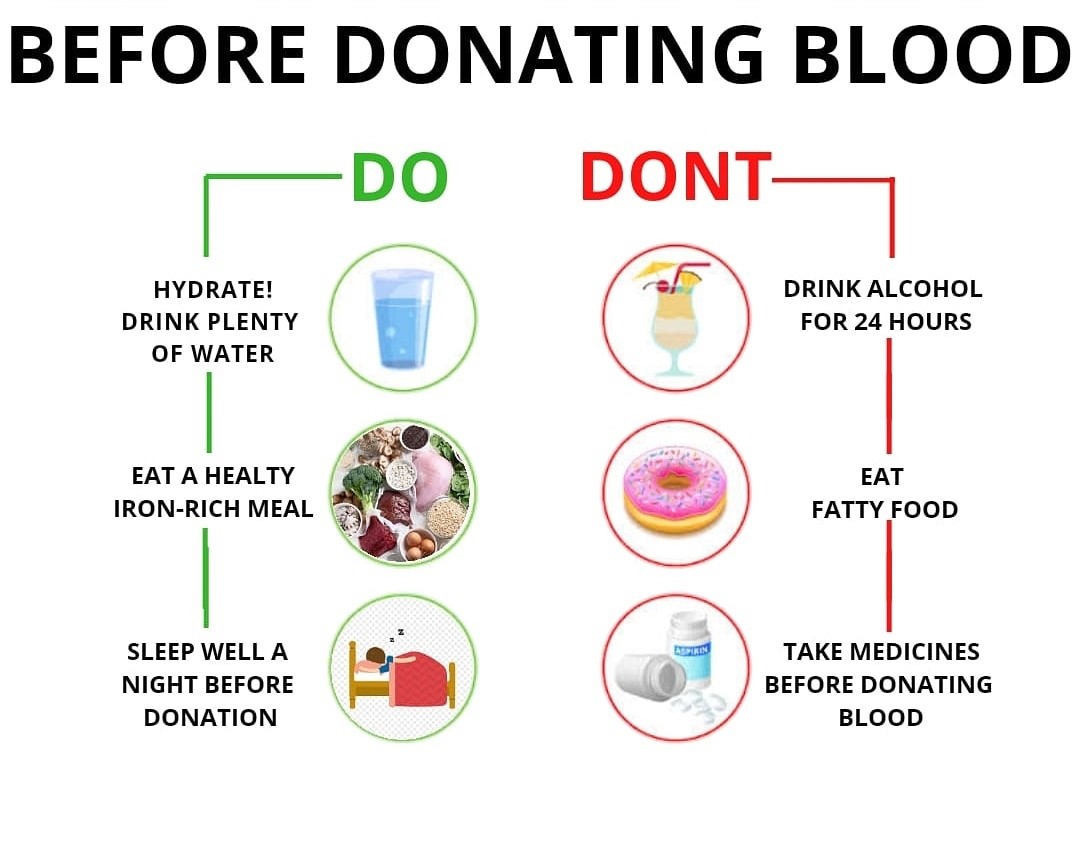 BEFORE DONATING BLOOD
DO
HYDRATE!
DRINK PLENTY
OF WATER
EAT A HEALTY
IRON-RICH MEAL
SLEEP WELL A
NIGHT BEFORE
DONATION
z
z
DONT
DRINK ALCOHOL
FOR 24 HOURS
EAT
FATTY FOOD
ASPIRIN
TAKE MEDICINES
BEFORE DONATING
BLOOD